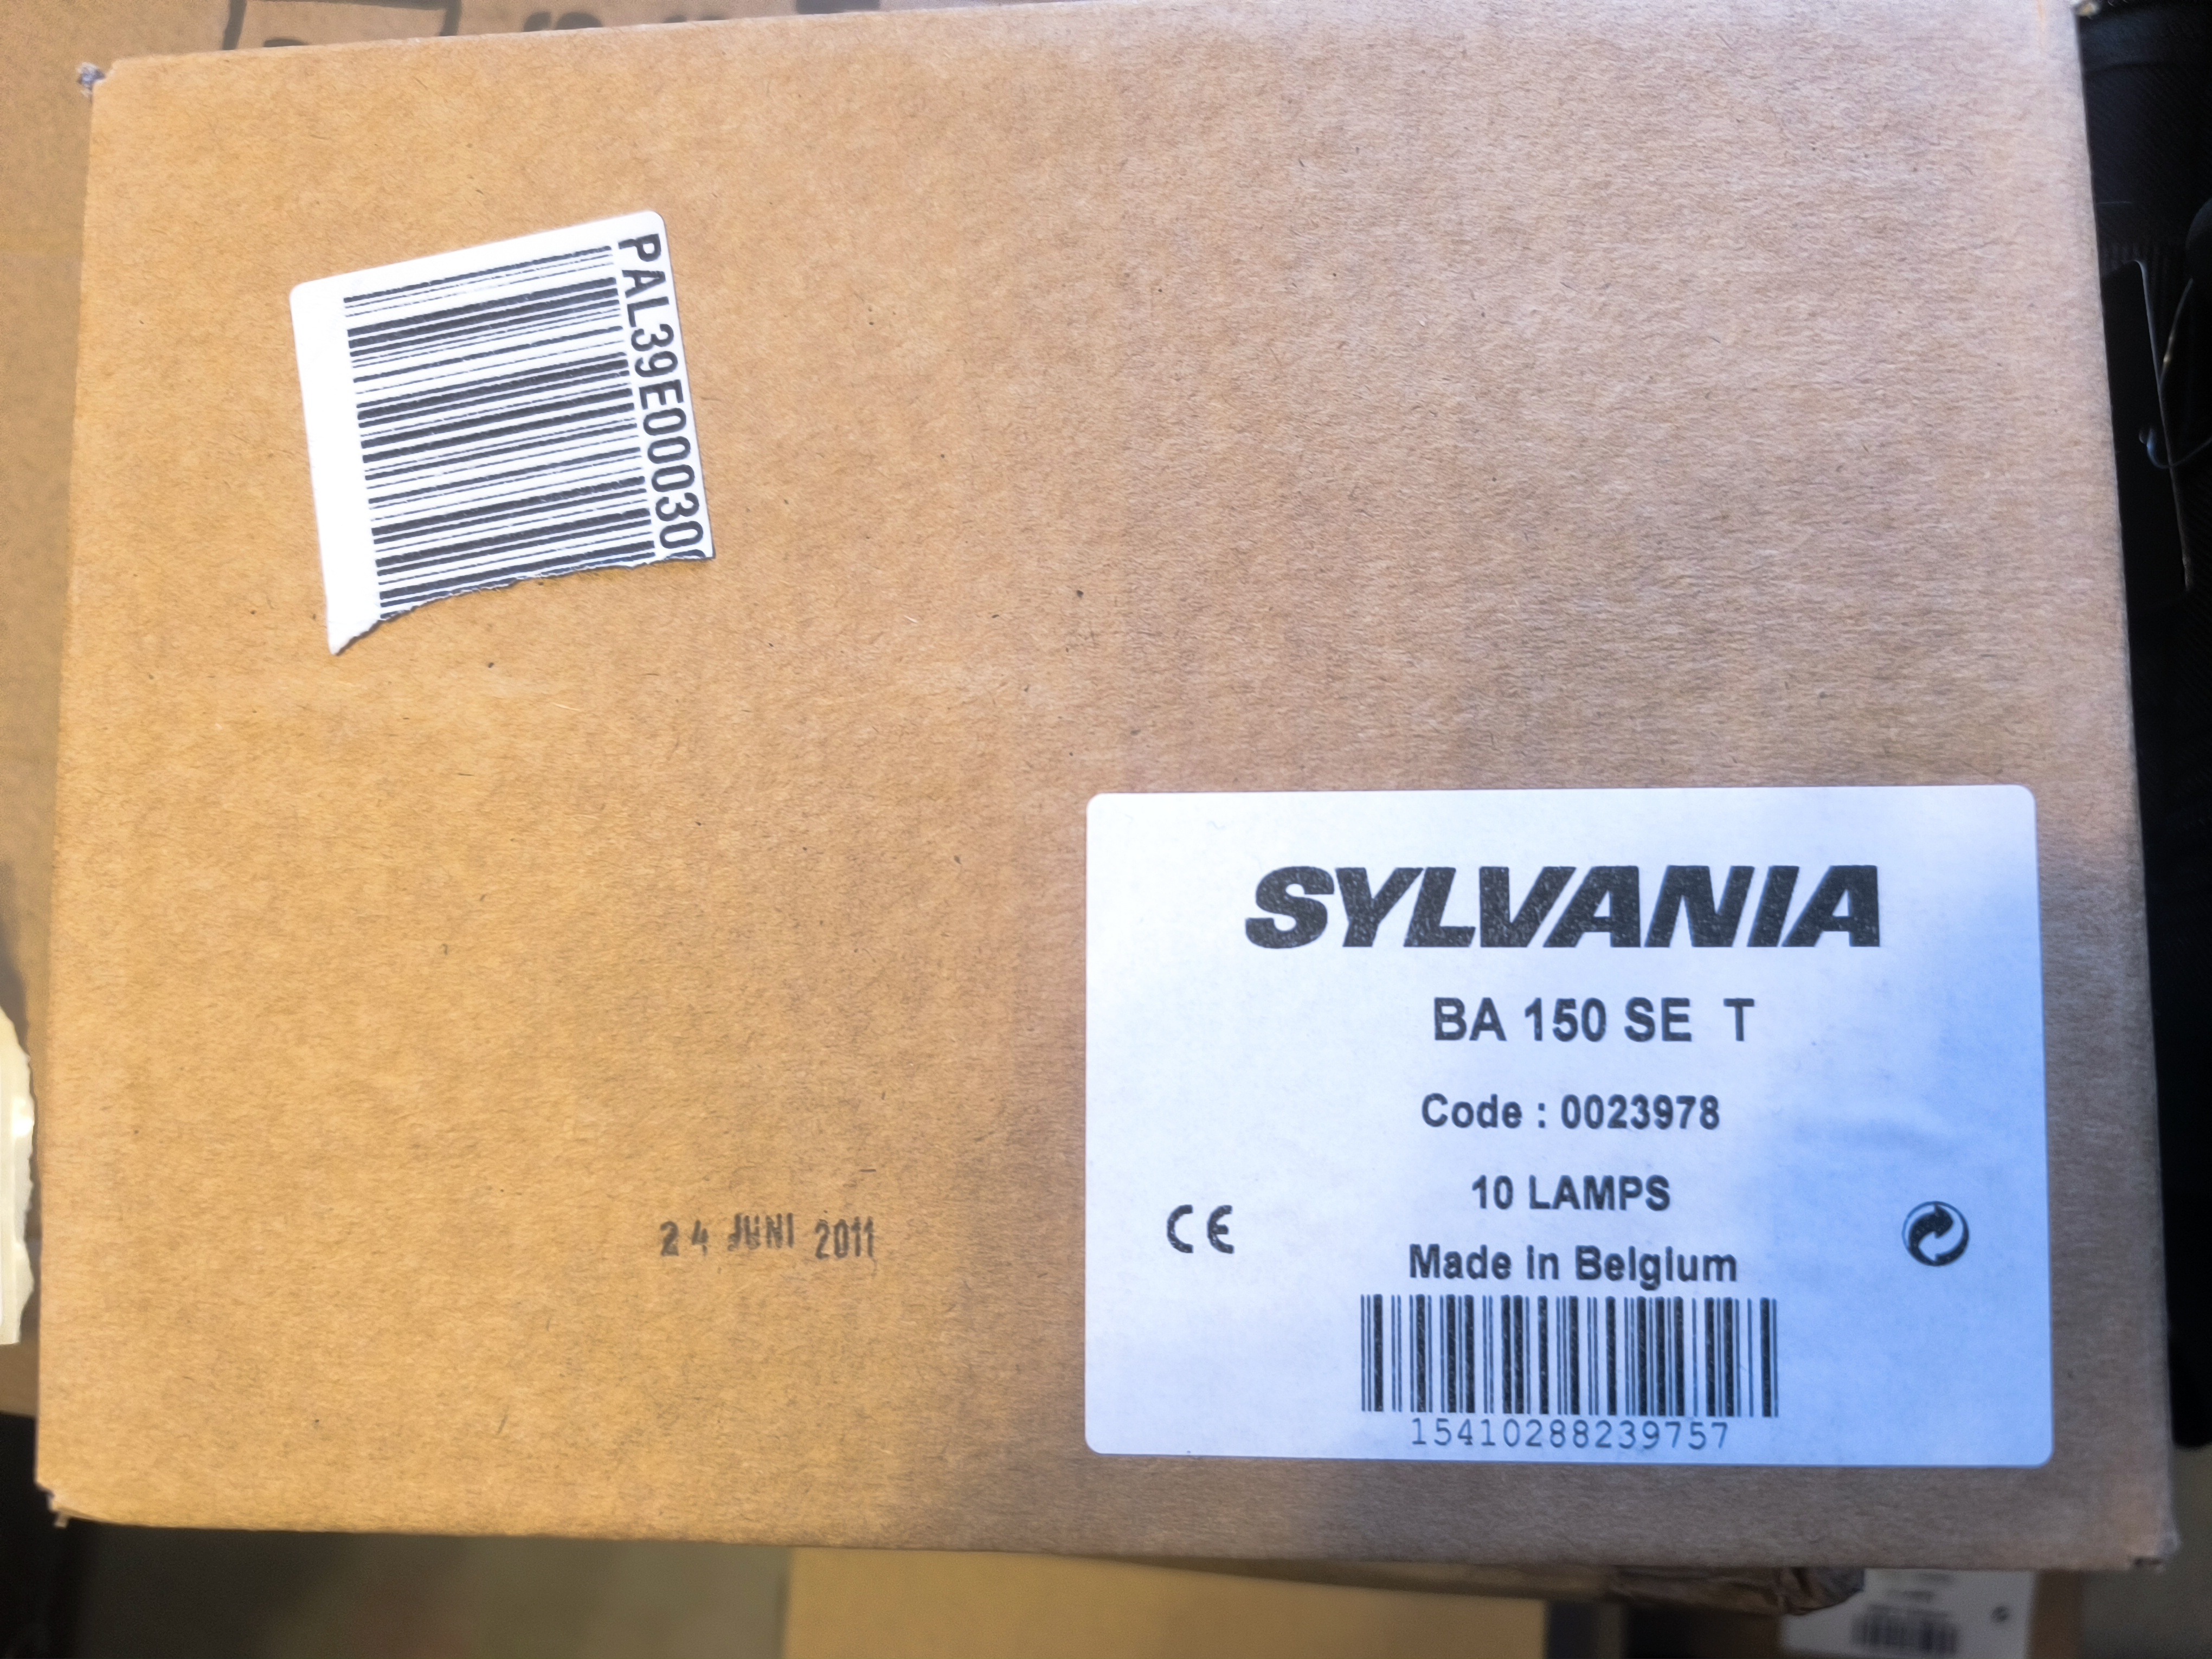 PAL39E00030
SYLVANIA
BA 150 SE T
Code : 0023978
10 LAMPS
CE
Made in Belgium
15410288239757
24 JUNI 2011